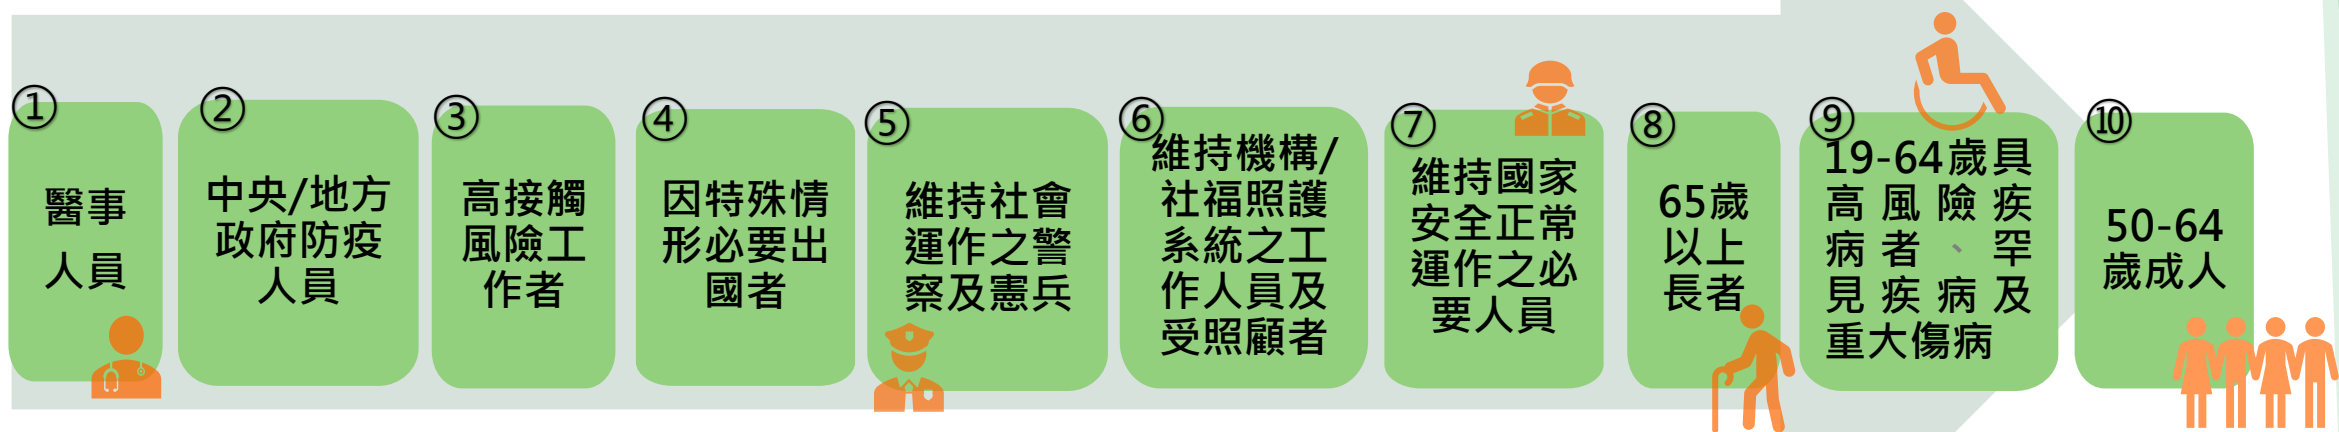 ①
醫事
人員
②
中央/地方
政府防疫
人員
③
高接觸
風險工
作者
④
因特殊情
形必要出
國者
⑤
維持社會
運作之警
察及憲兵
⑥
維持機構/
社福照護
系統之工
作人員及
受照顧者
⑦
維持國家
安全正常
運作之必
要人員
⑧
65歲
以上
長者
⑨
19-64歲具
高風險疾
病者、罕
見疾病及
重大傷病
⑩
50-64
歲成人